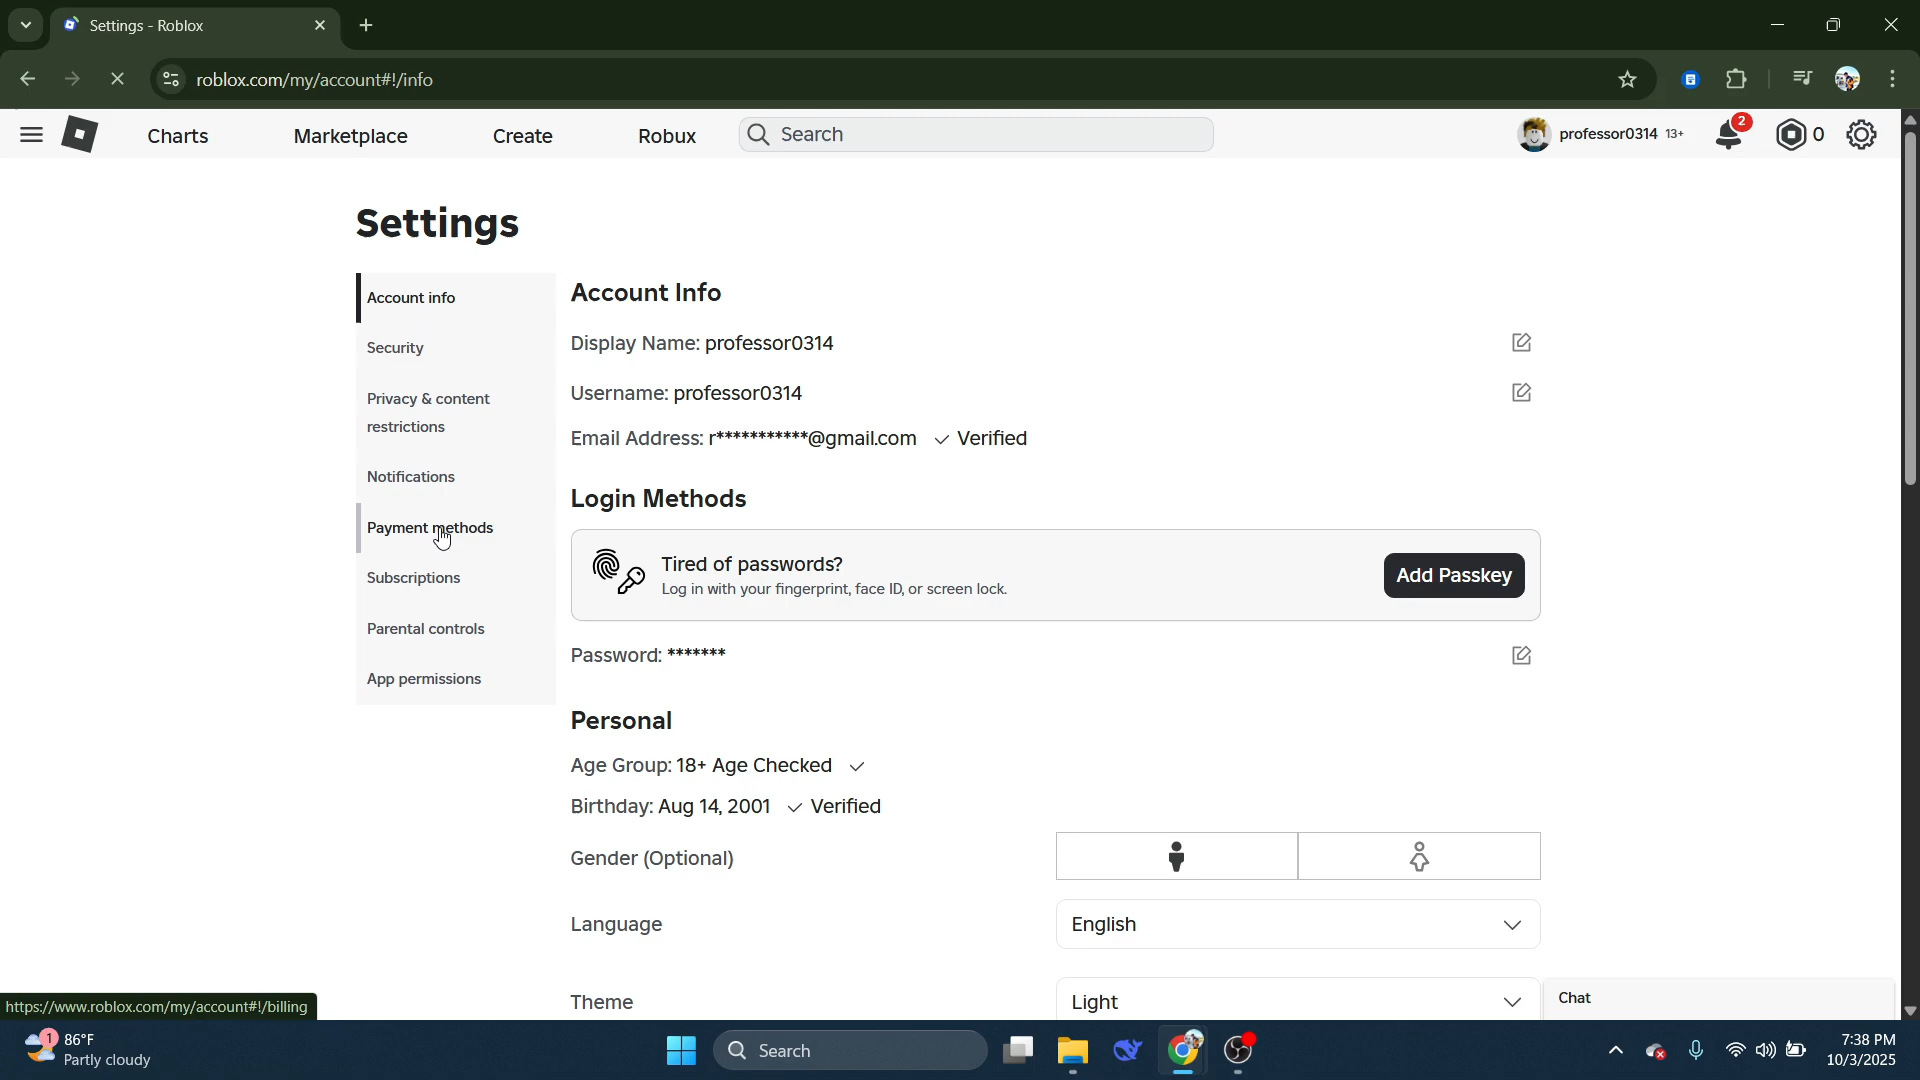 Settings - Roblox
roblox.com/my/account#!/info
Charts
Marketplace
Create
Robux
Search
professor0314 13+
2
0
Settings
Account info
Security
Privacy & content
restrictions
Notifications
Payment methods
Subscriptions
Parental controls
App permissions
Account Info
Display Name: professor0314
Username: professor0314
Email Address: r***********@gmail.com Verified
Login Methods
Tired of passwords?
Log in with your fingerprint, face ID, or screen lock.
Add Passkey
Password: *******
Personal
Age Group: 18+ Age Checked
Birthday: Aug 14, 2001 Verified
Gender (Optional)
Language
English
Theme
Light
Chat
https://www.roblox.com/my/account#!/billing
1
86°F
Partly cloudy
Search
7:38 PM
10/3/2025